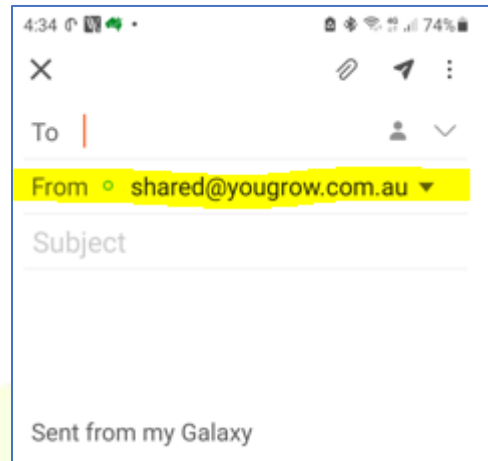 4:34
74%
To
From shared@yougrow.com.au
Subject
Sent from my Galaxy